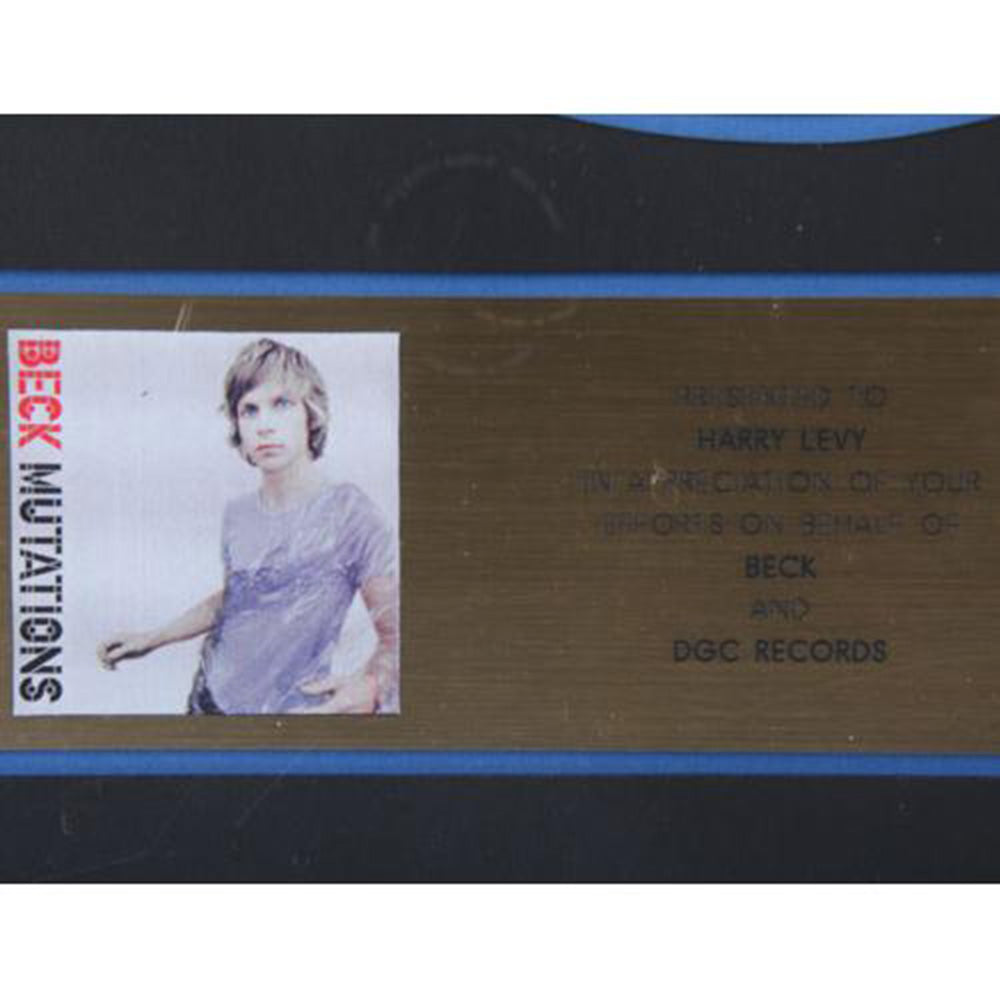 BECK MUTATIONS
PRESENTED TO
HARRY LEVY
IN APPRECIATION OF YOUR
EFFORTS ON BEHALF OF
BECK
AND
DGC RECORDS